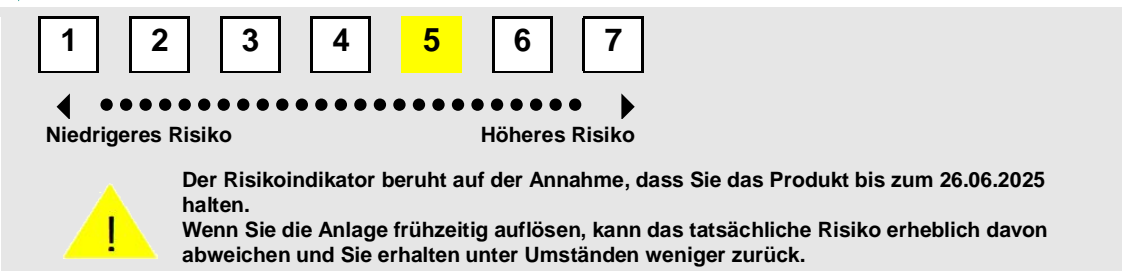 1 2 3 4 5 6 7
Niedrigeres Risiko Höheres Risiko
Der Risikoindikator beruht auf der Annahme, dass Sie das Produkt bis zum 26.06.2025
halten.
! Wenn Sie die Anlage frühzeitig auflösen, kann das tatsächliche Risiko erheblich davon
abweichen und Sie erhalten unter Umständen weniger zurück.